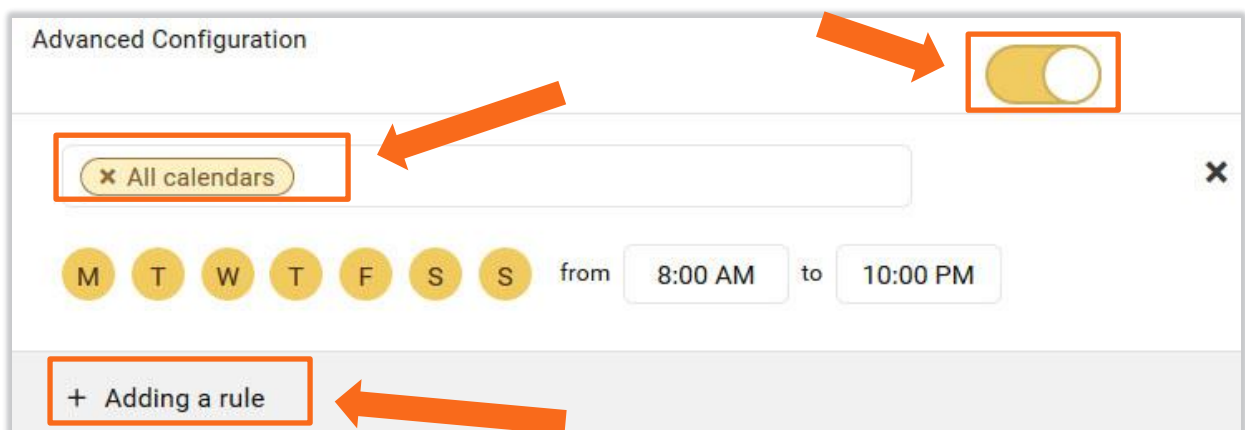 Advanced Configuration
× All calendars ×
M T W T F S S from 8:00 AM to 10:00 PM
+ Adding a rule